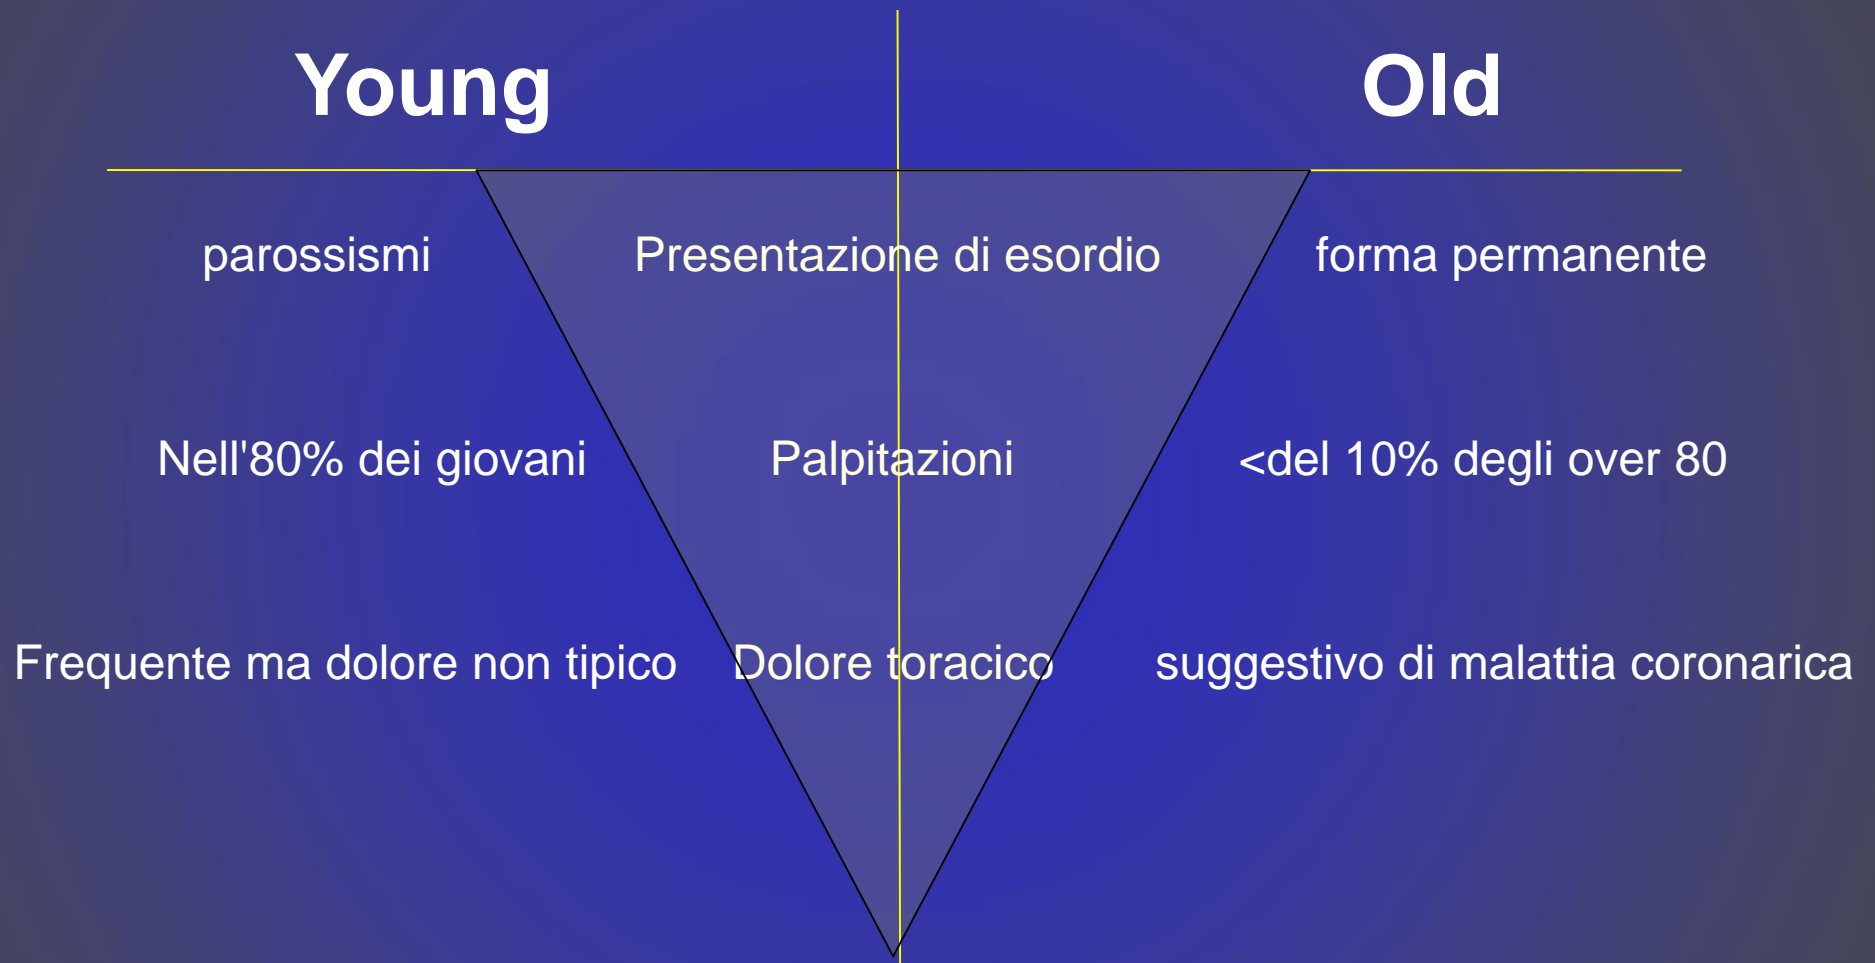 Young
Old
parossismi
Presentazione di esordio
forma permanente
Nell'80% dei giovani
Palpitazioni
<del 10% degli over 80
Frequente ma dolore non tipico
Dolore toracico
suggestivo di malattia coronarica